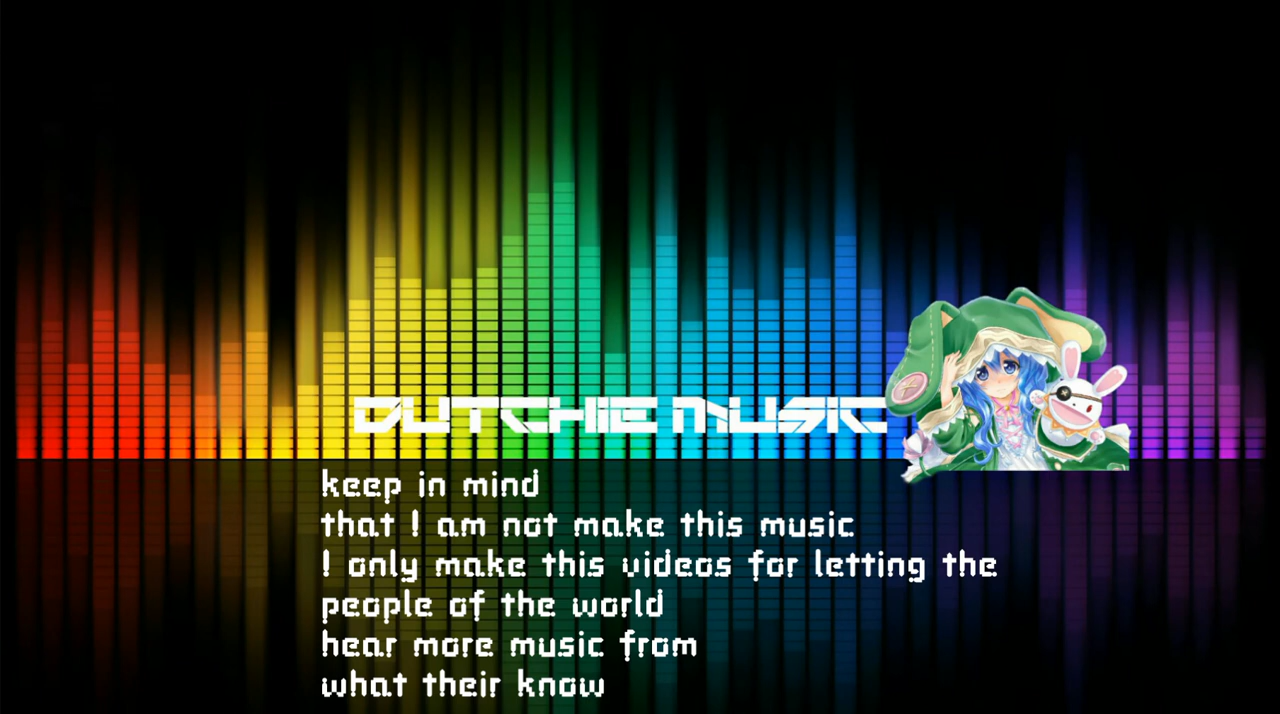 DUTCHIE MUSIC
keep in mind
that I am not make this music
I only make this videos for letting the
people of the world
hear more music from
what their know